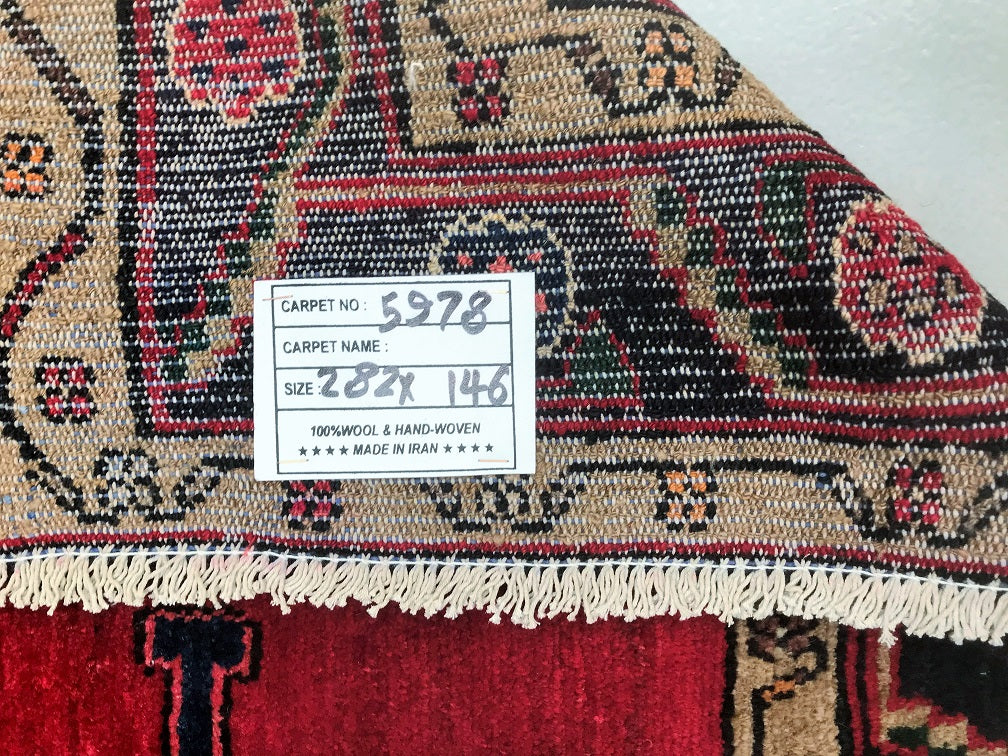 CARPET NO : 5978
CARPET NAME :
SIZE : 282x 146
100%WOOL & HAND-WOVEN
★★★★ MADE IN IRAN ★★★★